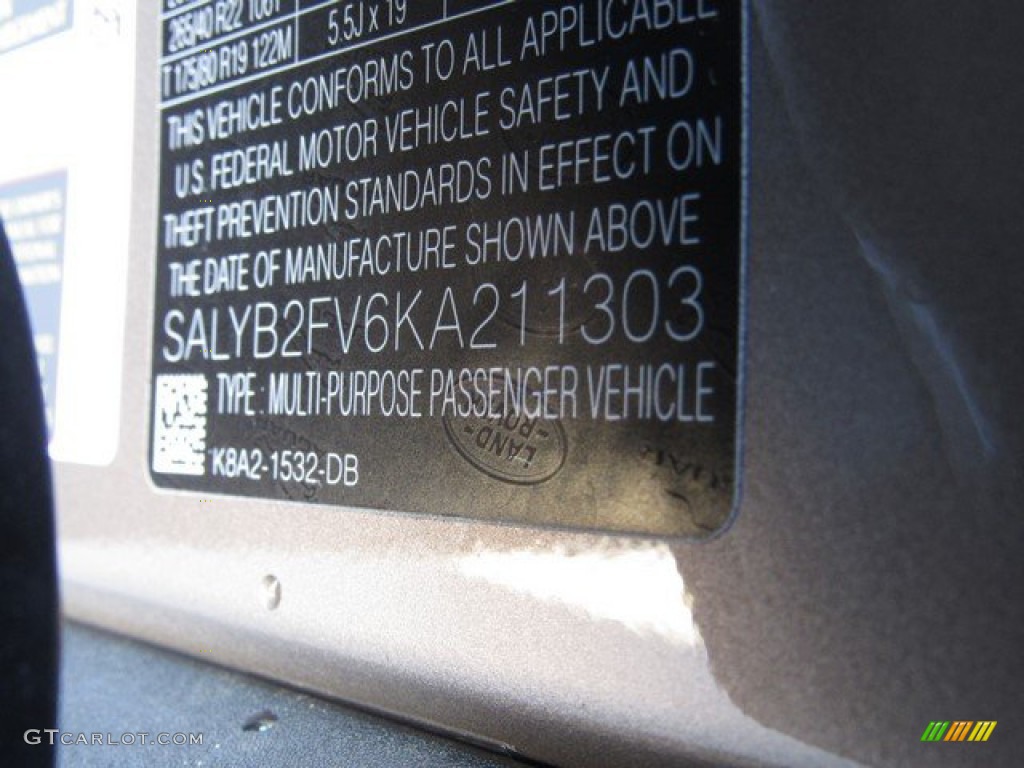 265/40 R22 106Y
T 175/80 R19 122M 5.5J x 19
THIS VEHICLE CONFORMS TO ALL APPLICABLE
U.S. FEDERAL MOTOR VEHICLE SAFETY AND
THEFT PREVENTION STANDARDS IN EFFECT ON
THE DATE OF MANUFACTURE SHOWN ABOVE
SALYB2FV6KA211303
TYPE : MULTI-PURPOSE PASSENGER VEHICLE
LAND-
ROVER
K8A2-1532-DB
GTCARLOT.COM